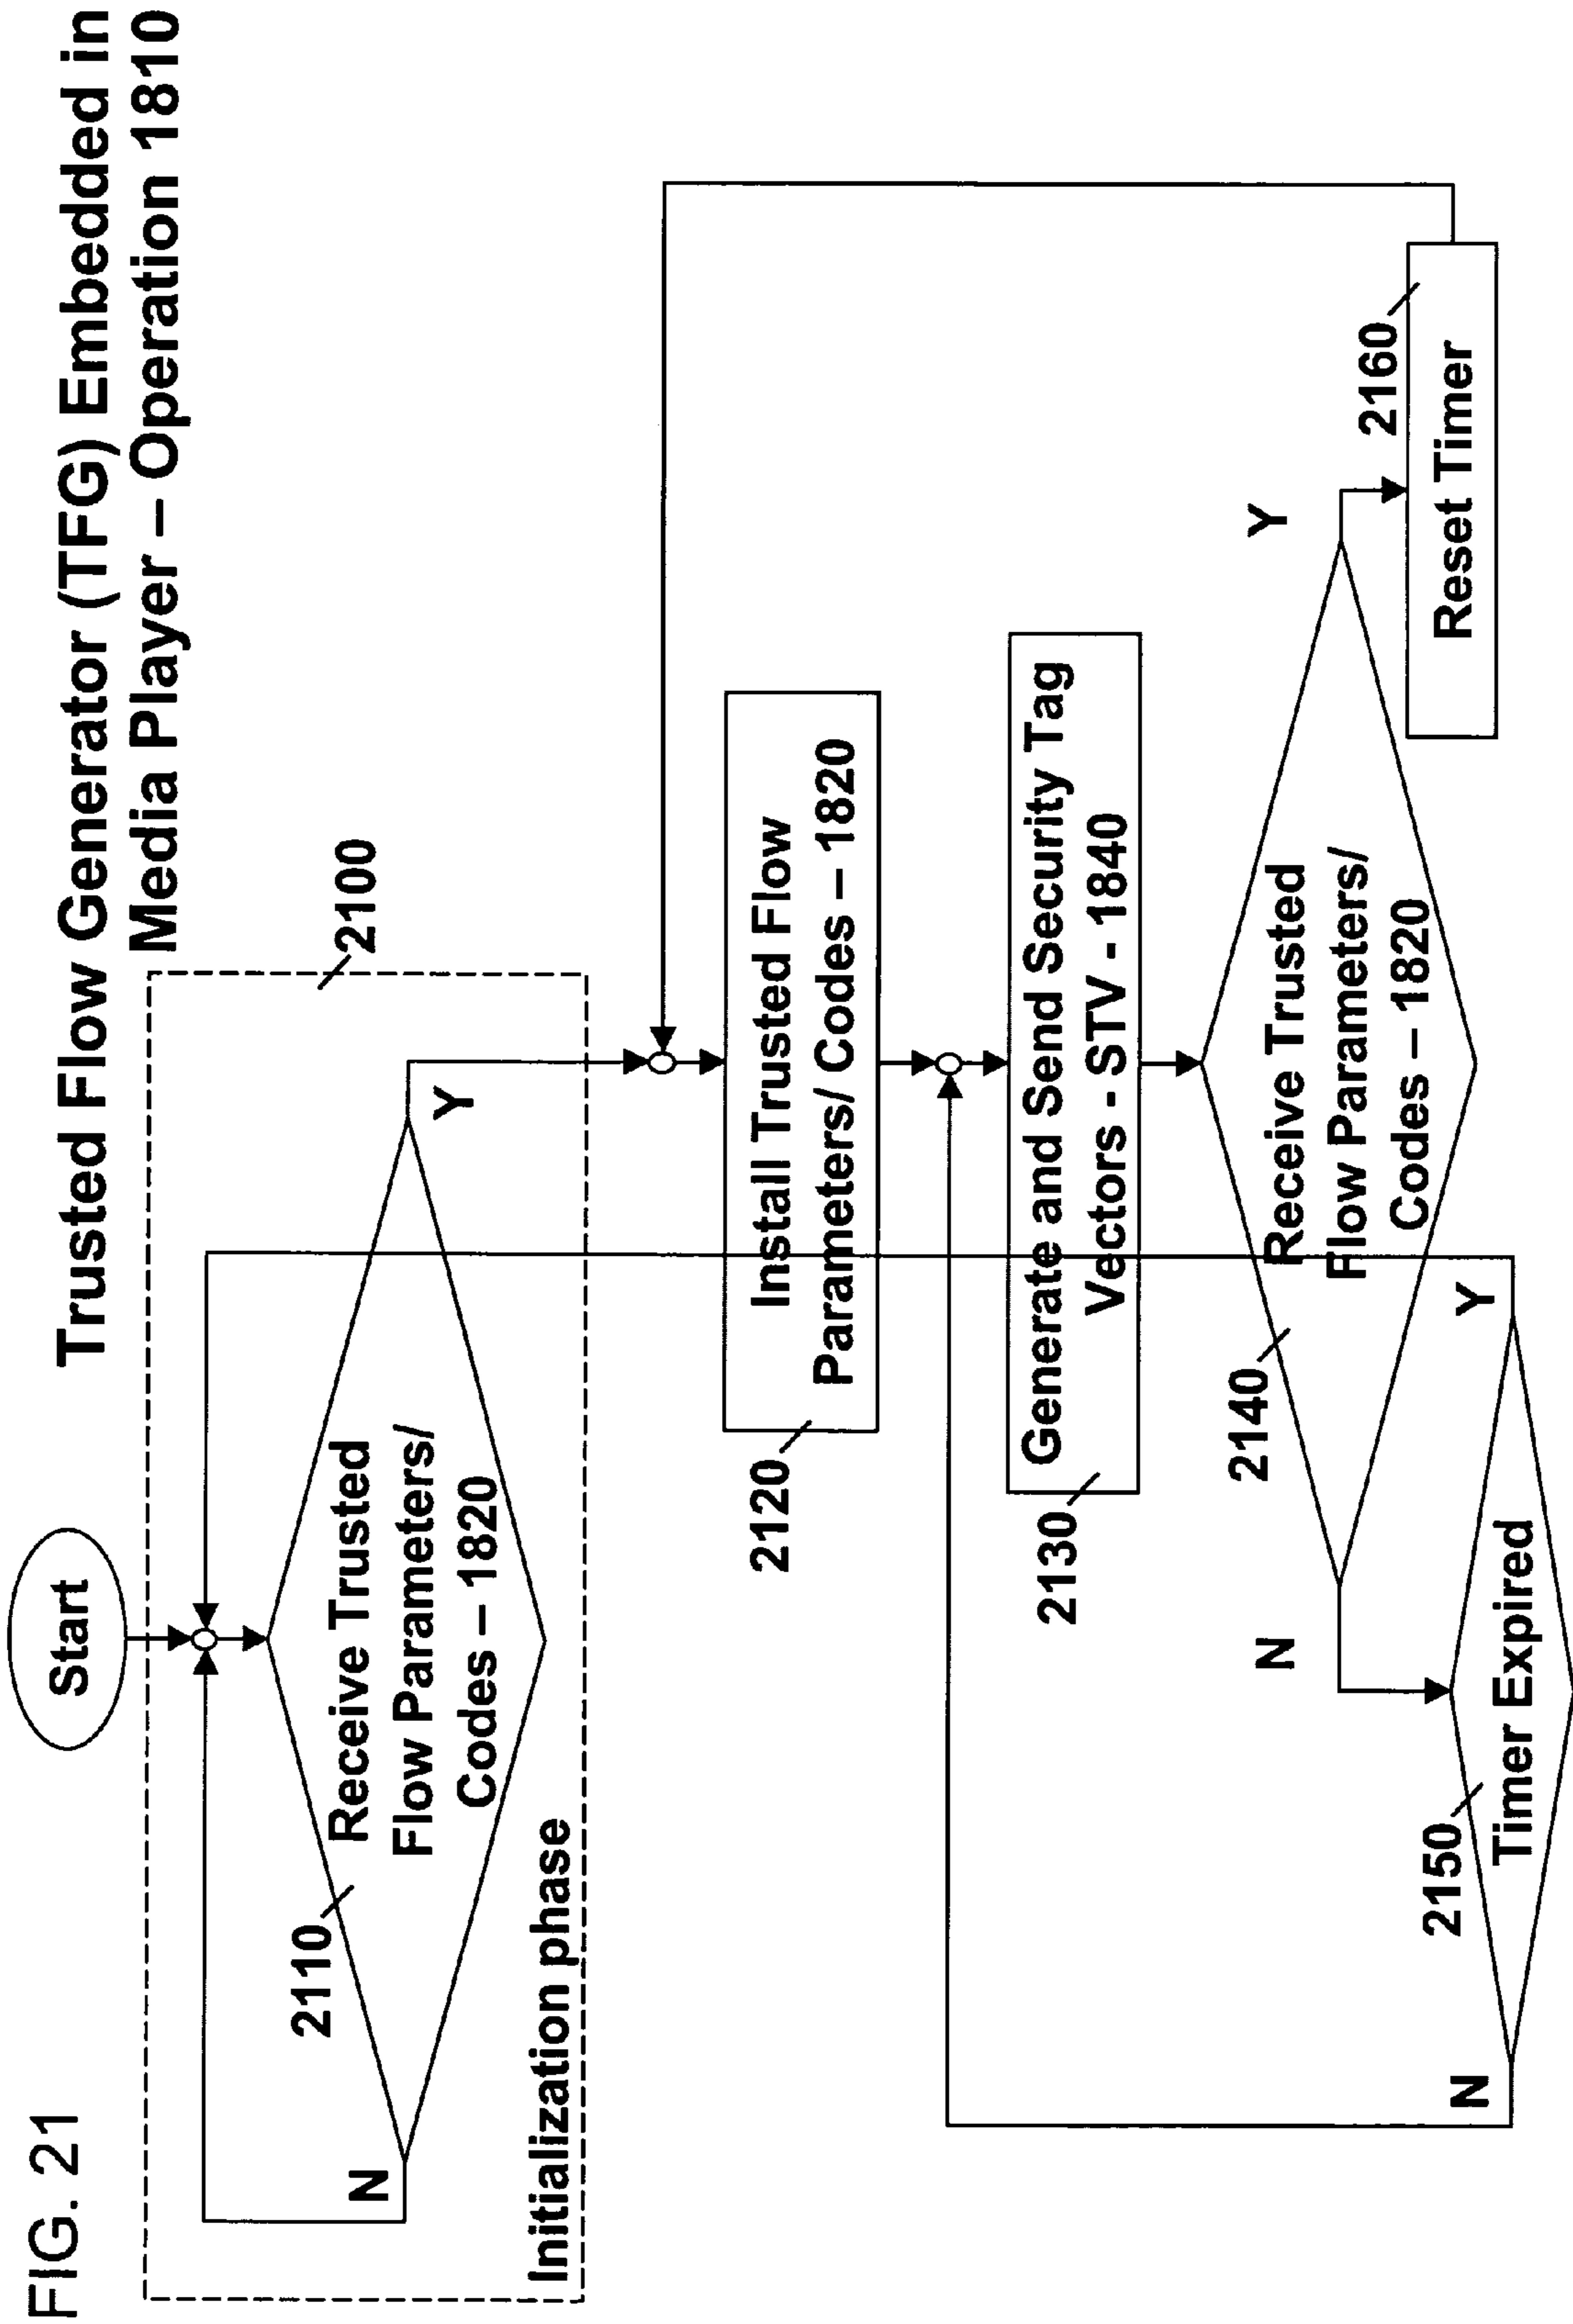 FIG. 21
Trusted Flow Generator (TFG) Embedded in
Media Player – Operation 1810
Start
2100
2110
Receive Trusted
Flow Parameters/
Codes – 1820
N
Y
Initialization phase
2120
Install Trusted Flow
Parameters/ Codes – 1820
2130
Generate and Send Security Tag
Vectors - STV - 1840
2140
Receive Trusted
Flow Parameters/
Codes – 1820
N
Y
2150
Timer Expired
N
Y
2160
Reset Timer